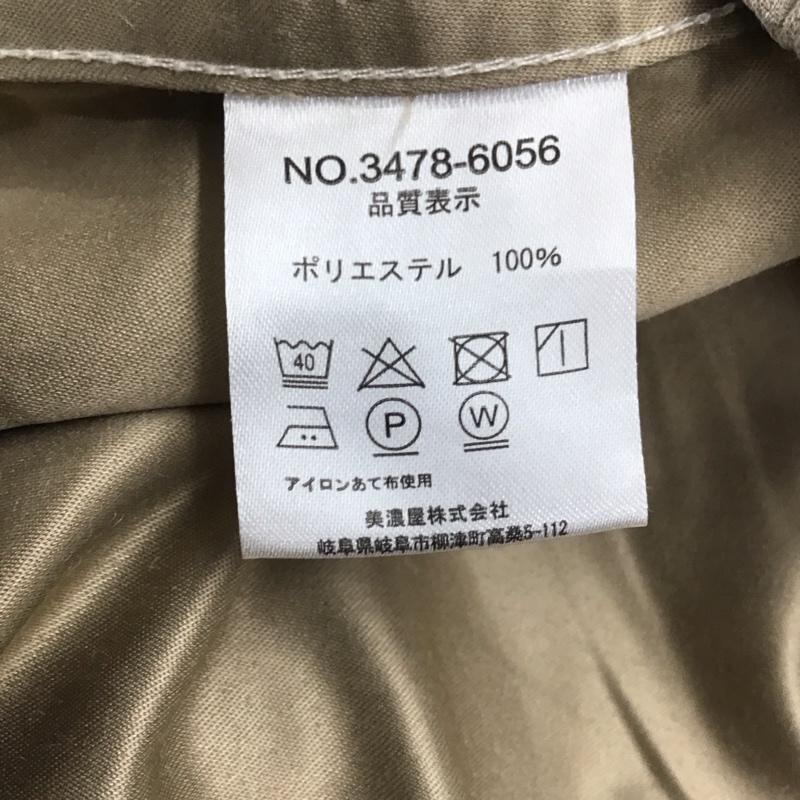 NO.3478-6056
品質表示
ポリエステル 100%
40
P W
アイロンあて布使用
美濃屋株式会社
岐阜県岐阜市柳津町高桑5-112